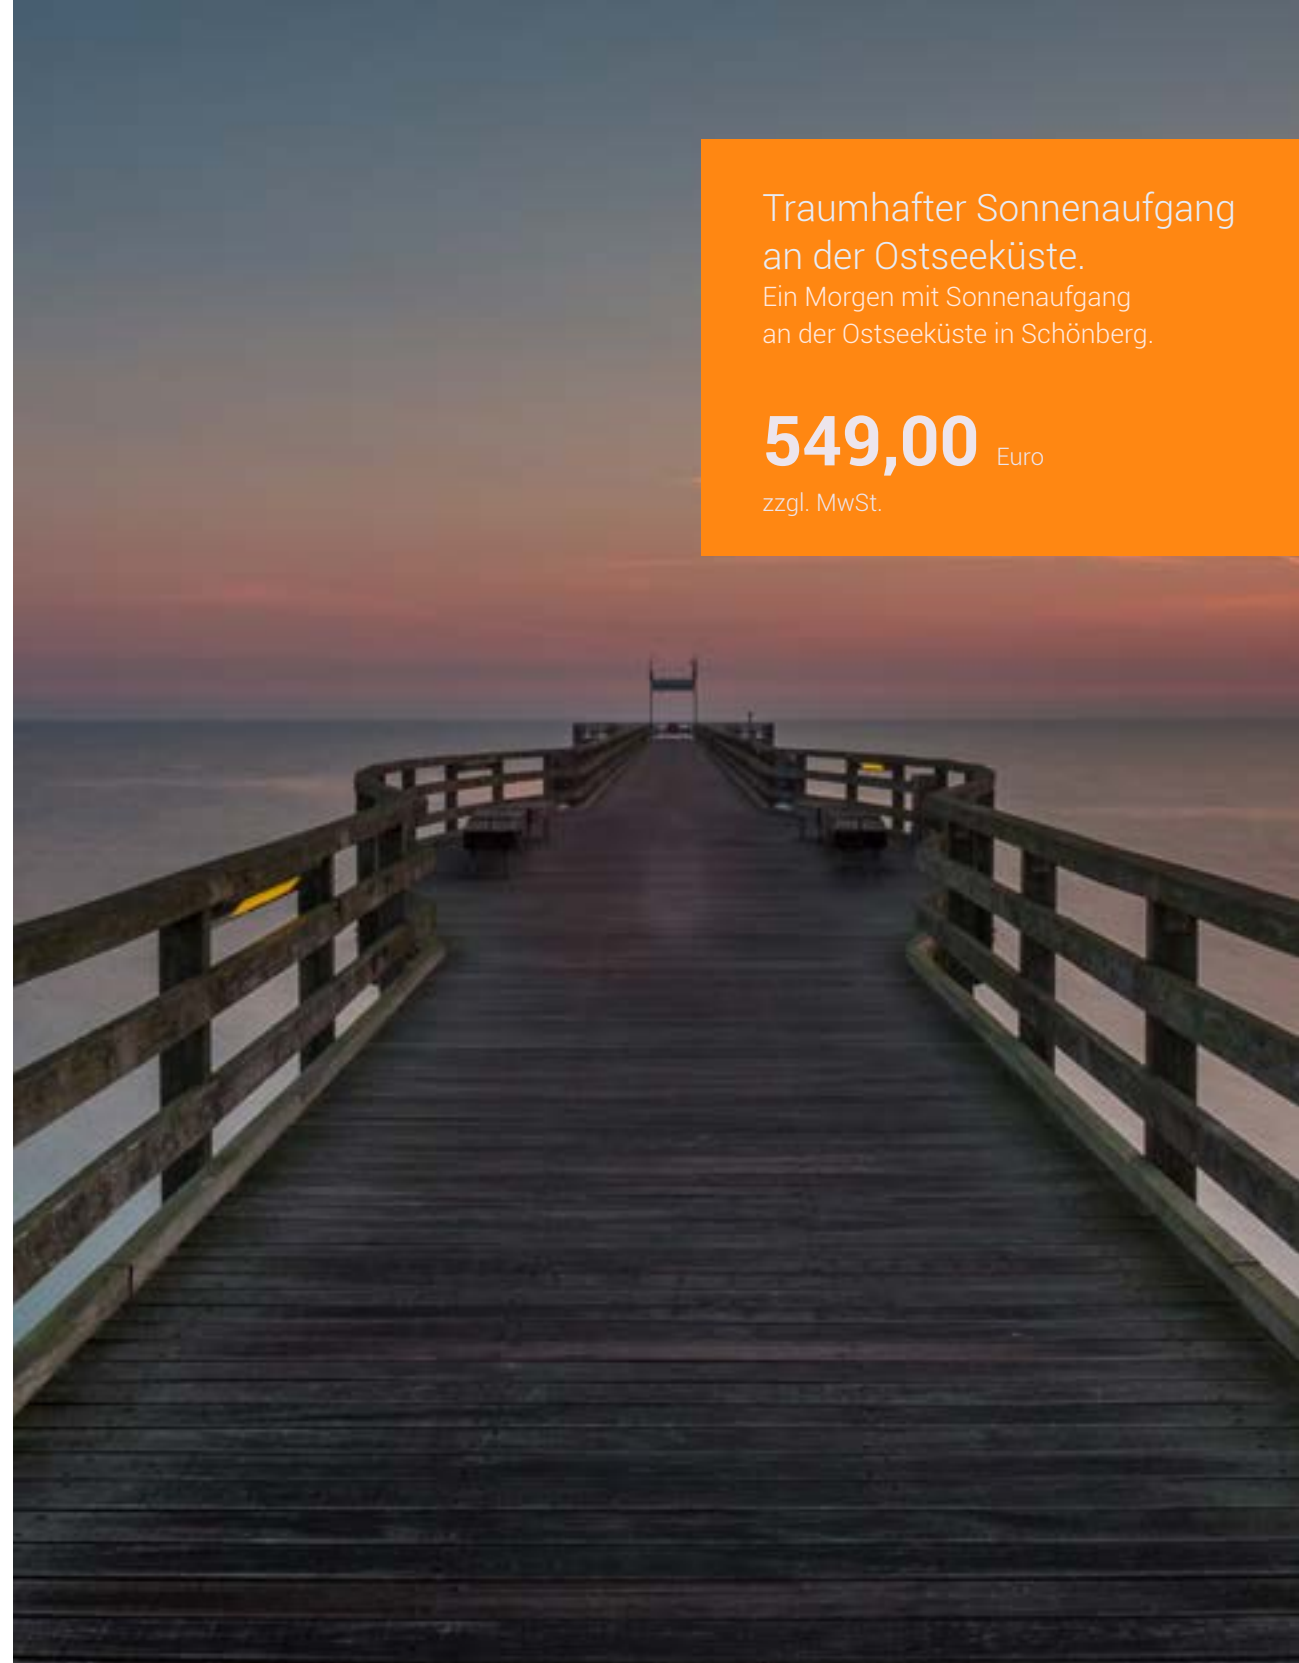 Traumhafter Sonnenaufgang
an der Ostseeküste.
Ein Morgen mit Sonnenaufgang
an der Ostseeküste in Schönberg.
549,00 Euro
zzgl. MwSt.